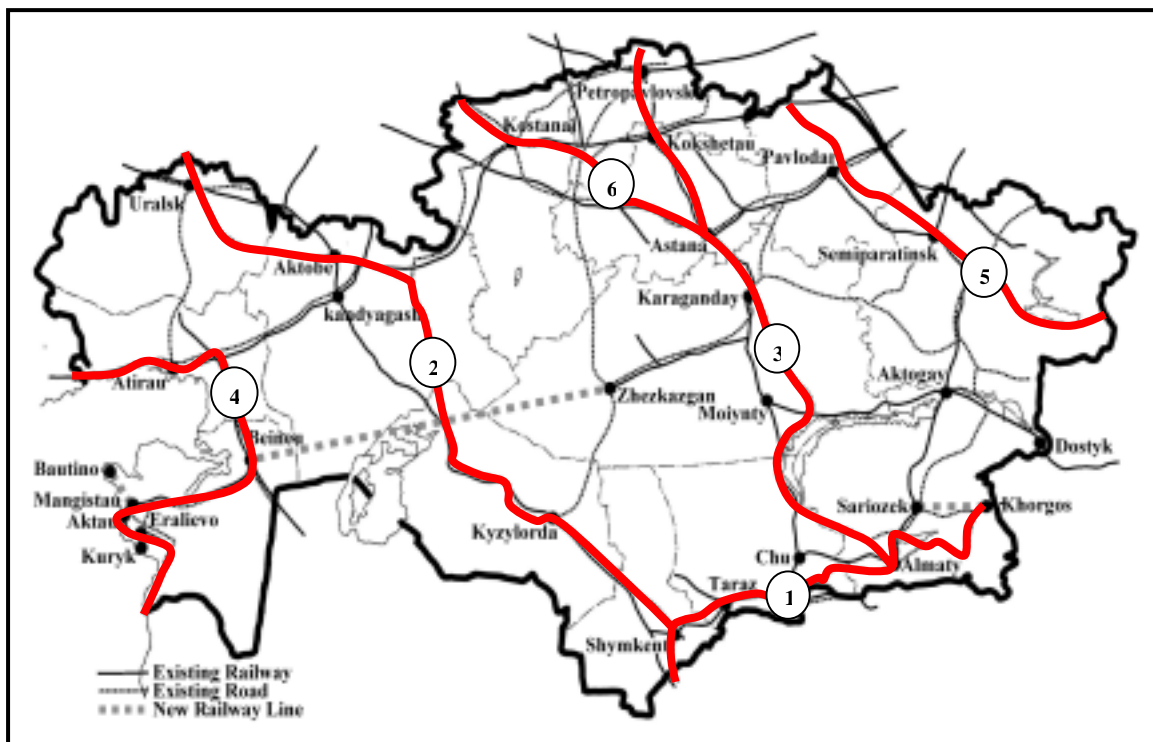 Petropavlovsk
Kostanai
Kokshetau
Pavlodar
6
Uralsk
Astana
Semiparatinsk
Aktobe
5
Karaganday
kandyagash
3
2
Atirau
Aktogay
4
Zhezkazgan
Moiynty
Beineu
Dostyk
Bautino
Mangistau
Sariozek
Khorgos
Aktau
Eralievo
Kyzylorda
Kuryk
Chu
Almaty
Taraz
1
Shymkent
Existing Railway
Existing Road
New Railway Line